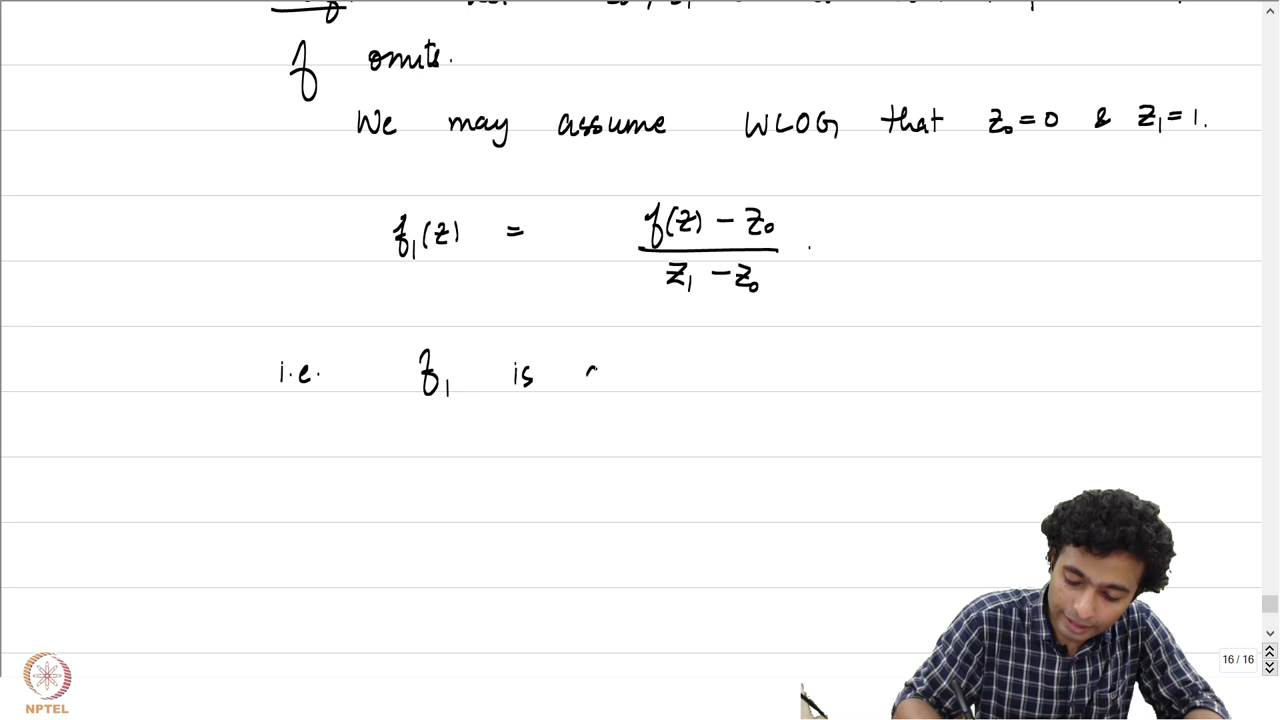 f omits.
We may assume WLOG that z₀ = 0 & z₁ = 1.
f₁(z) = f(z) − z₀ / z₁ − z₀ .
i.e. f₁ is
16 / 16
NPTEL